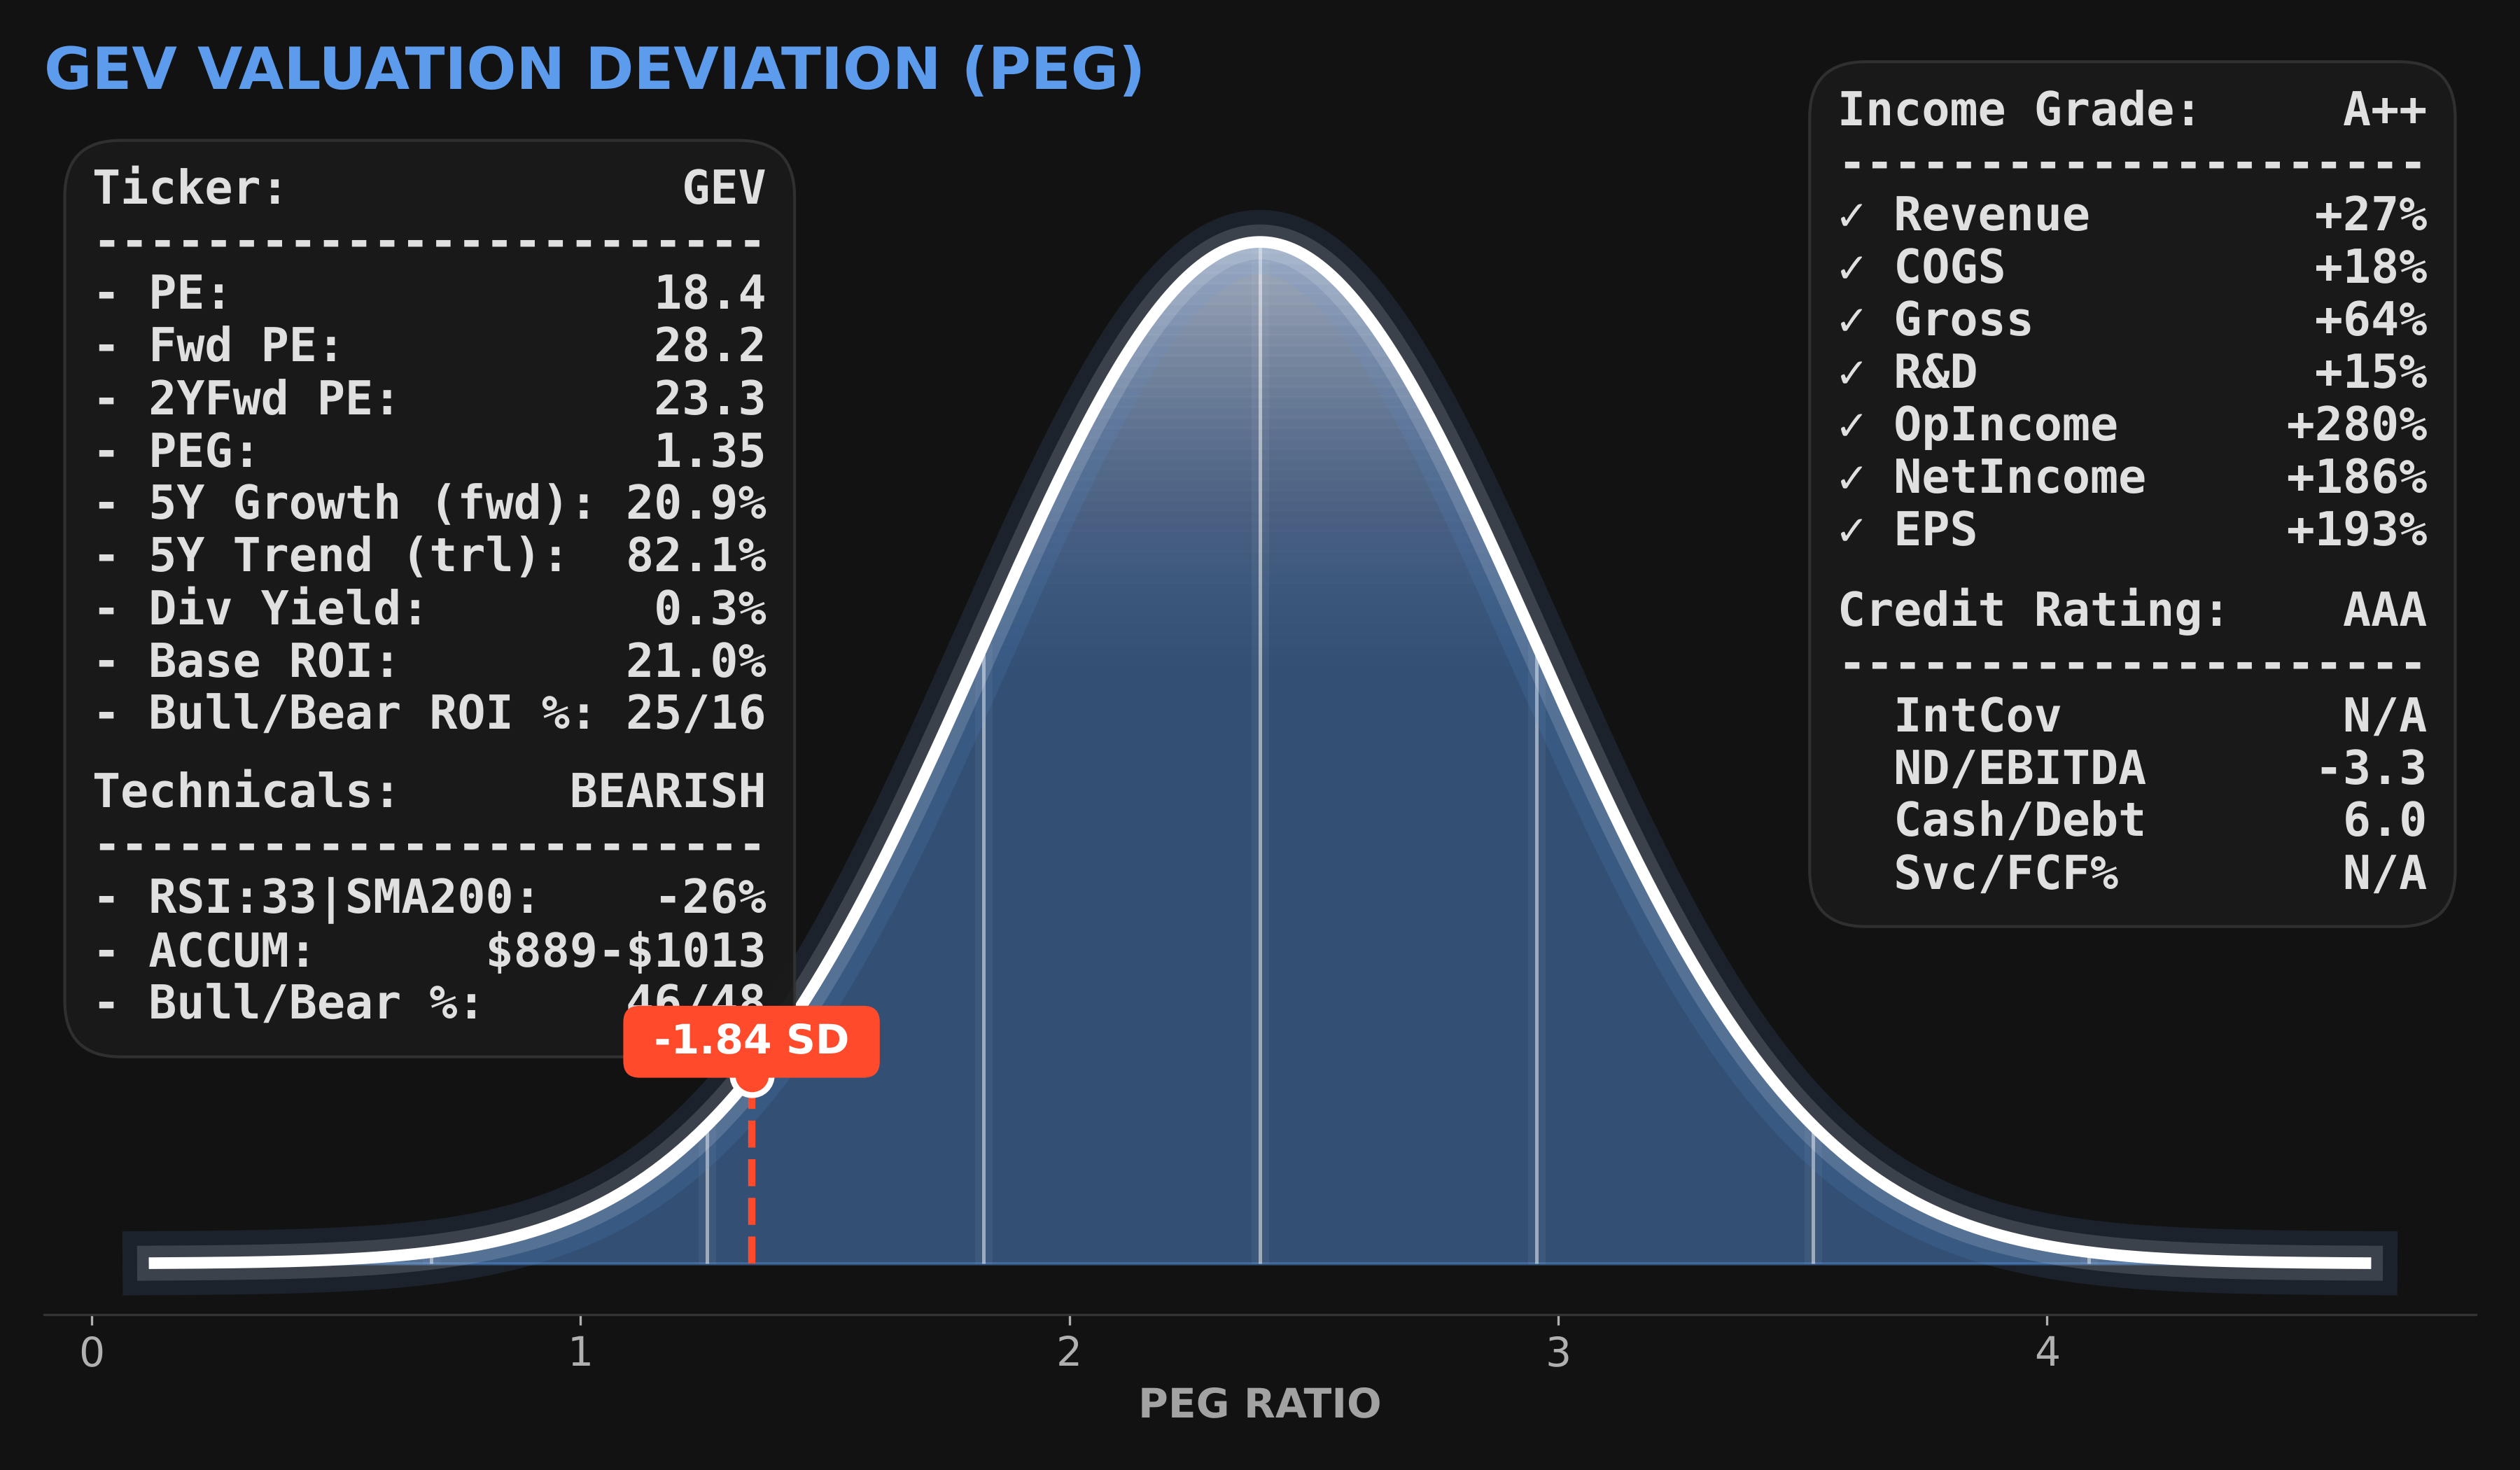 GEV VALUATION DEVIATION (PEG)
Ticker: GEV
------------------------
- PE: 18.4
- Fwd PE: 28.2
- 2YFwd PE: 23.3
- PEG: 1.35
- 5Y Growth (fwd): 20.9%
- 5Y Trend (trl): 82.1%
- Div Yield: 0.3%
- Base ROI: 21.0%
- Bull/Bear ROI %: 25/16
Technicals: BEARISH
------------------------
- RSI:33|SMA200: -26%
- ACCUM: $889-$1013
- Bull/Bear %: 46/48
-1.84 SD
Income Grade: A++
---------------------
✓ Revenue +27%
✓ COGS +18%
✓ Gross +64%
✓ R&D +15%
✓ OpIncome +280%
✓ NetIncome +186%
✓ EPS +193%
Credit Rating: AAA
---------------------
IntCov N/A
ND/EBITDA -3.3
Cash/Debt 6.0
Svc/FCF% N/A
0 1 2 3 4
PEG RATIO